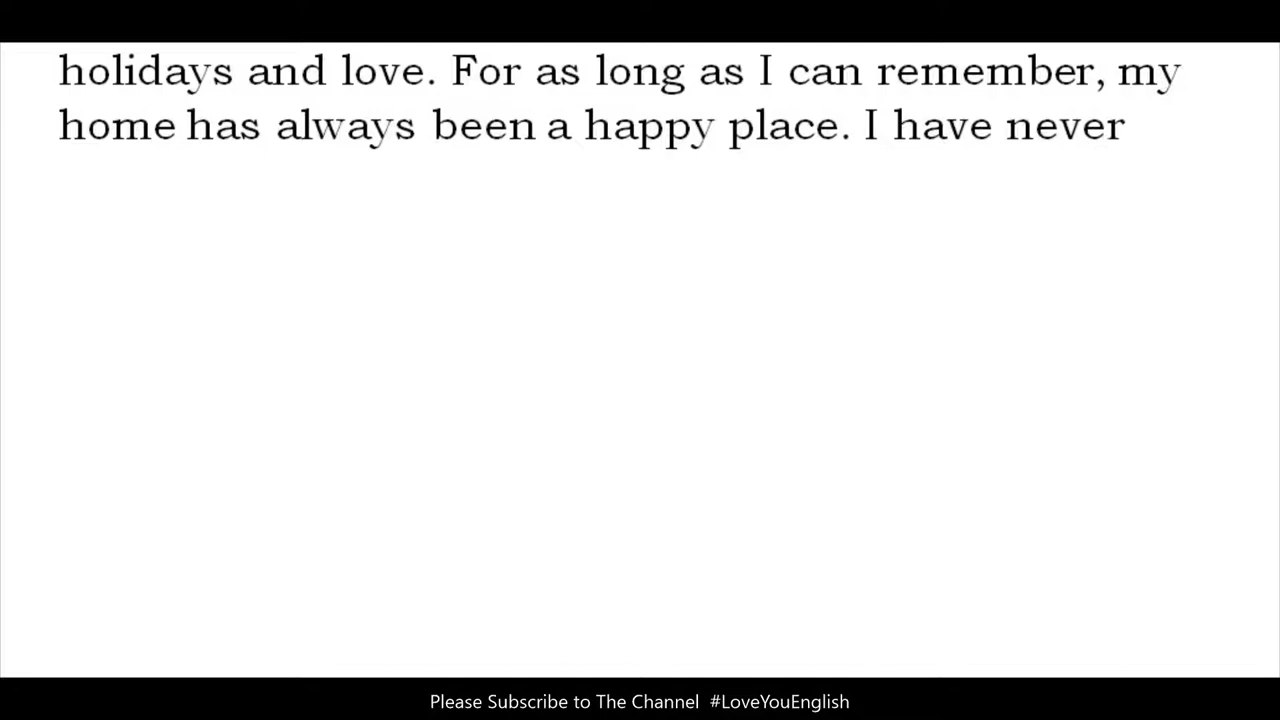 holidays and love. For as long as I can remember, my
home has always been a happy place. I have never
Please Subscribe to The Channel #LoveYouEnglish